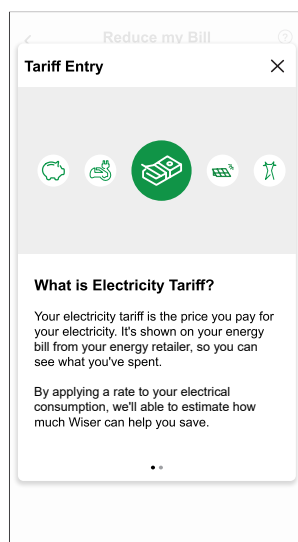 Reduce my Bill
Tariff Entry
What is Electricity Tariff?
Your electricity tariff is the price you pay for
your electricity. It's shown on your energy
bill from your energy retailer, so you can
see what you've spent.
By applying a rate to your electrical
consumption, we'll able to estimate how
much Wiser can help you save.